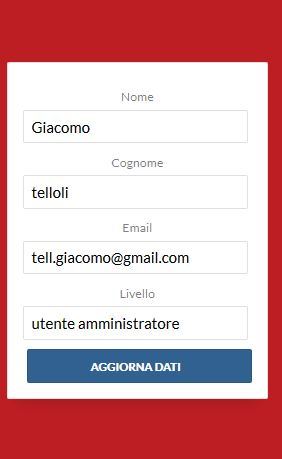 Nome
Giacomo
Cognome
telloli
Email
tell.giacomo@gmail.com
Livello
utente amministratore
AGGIORNA DATI